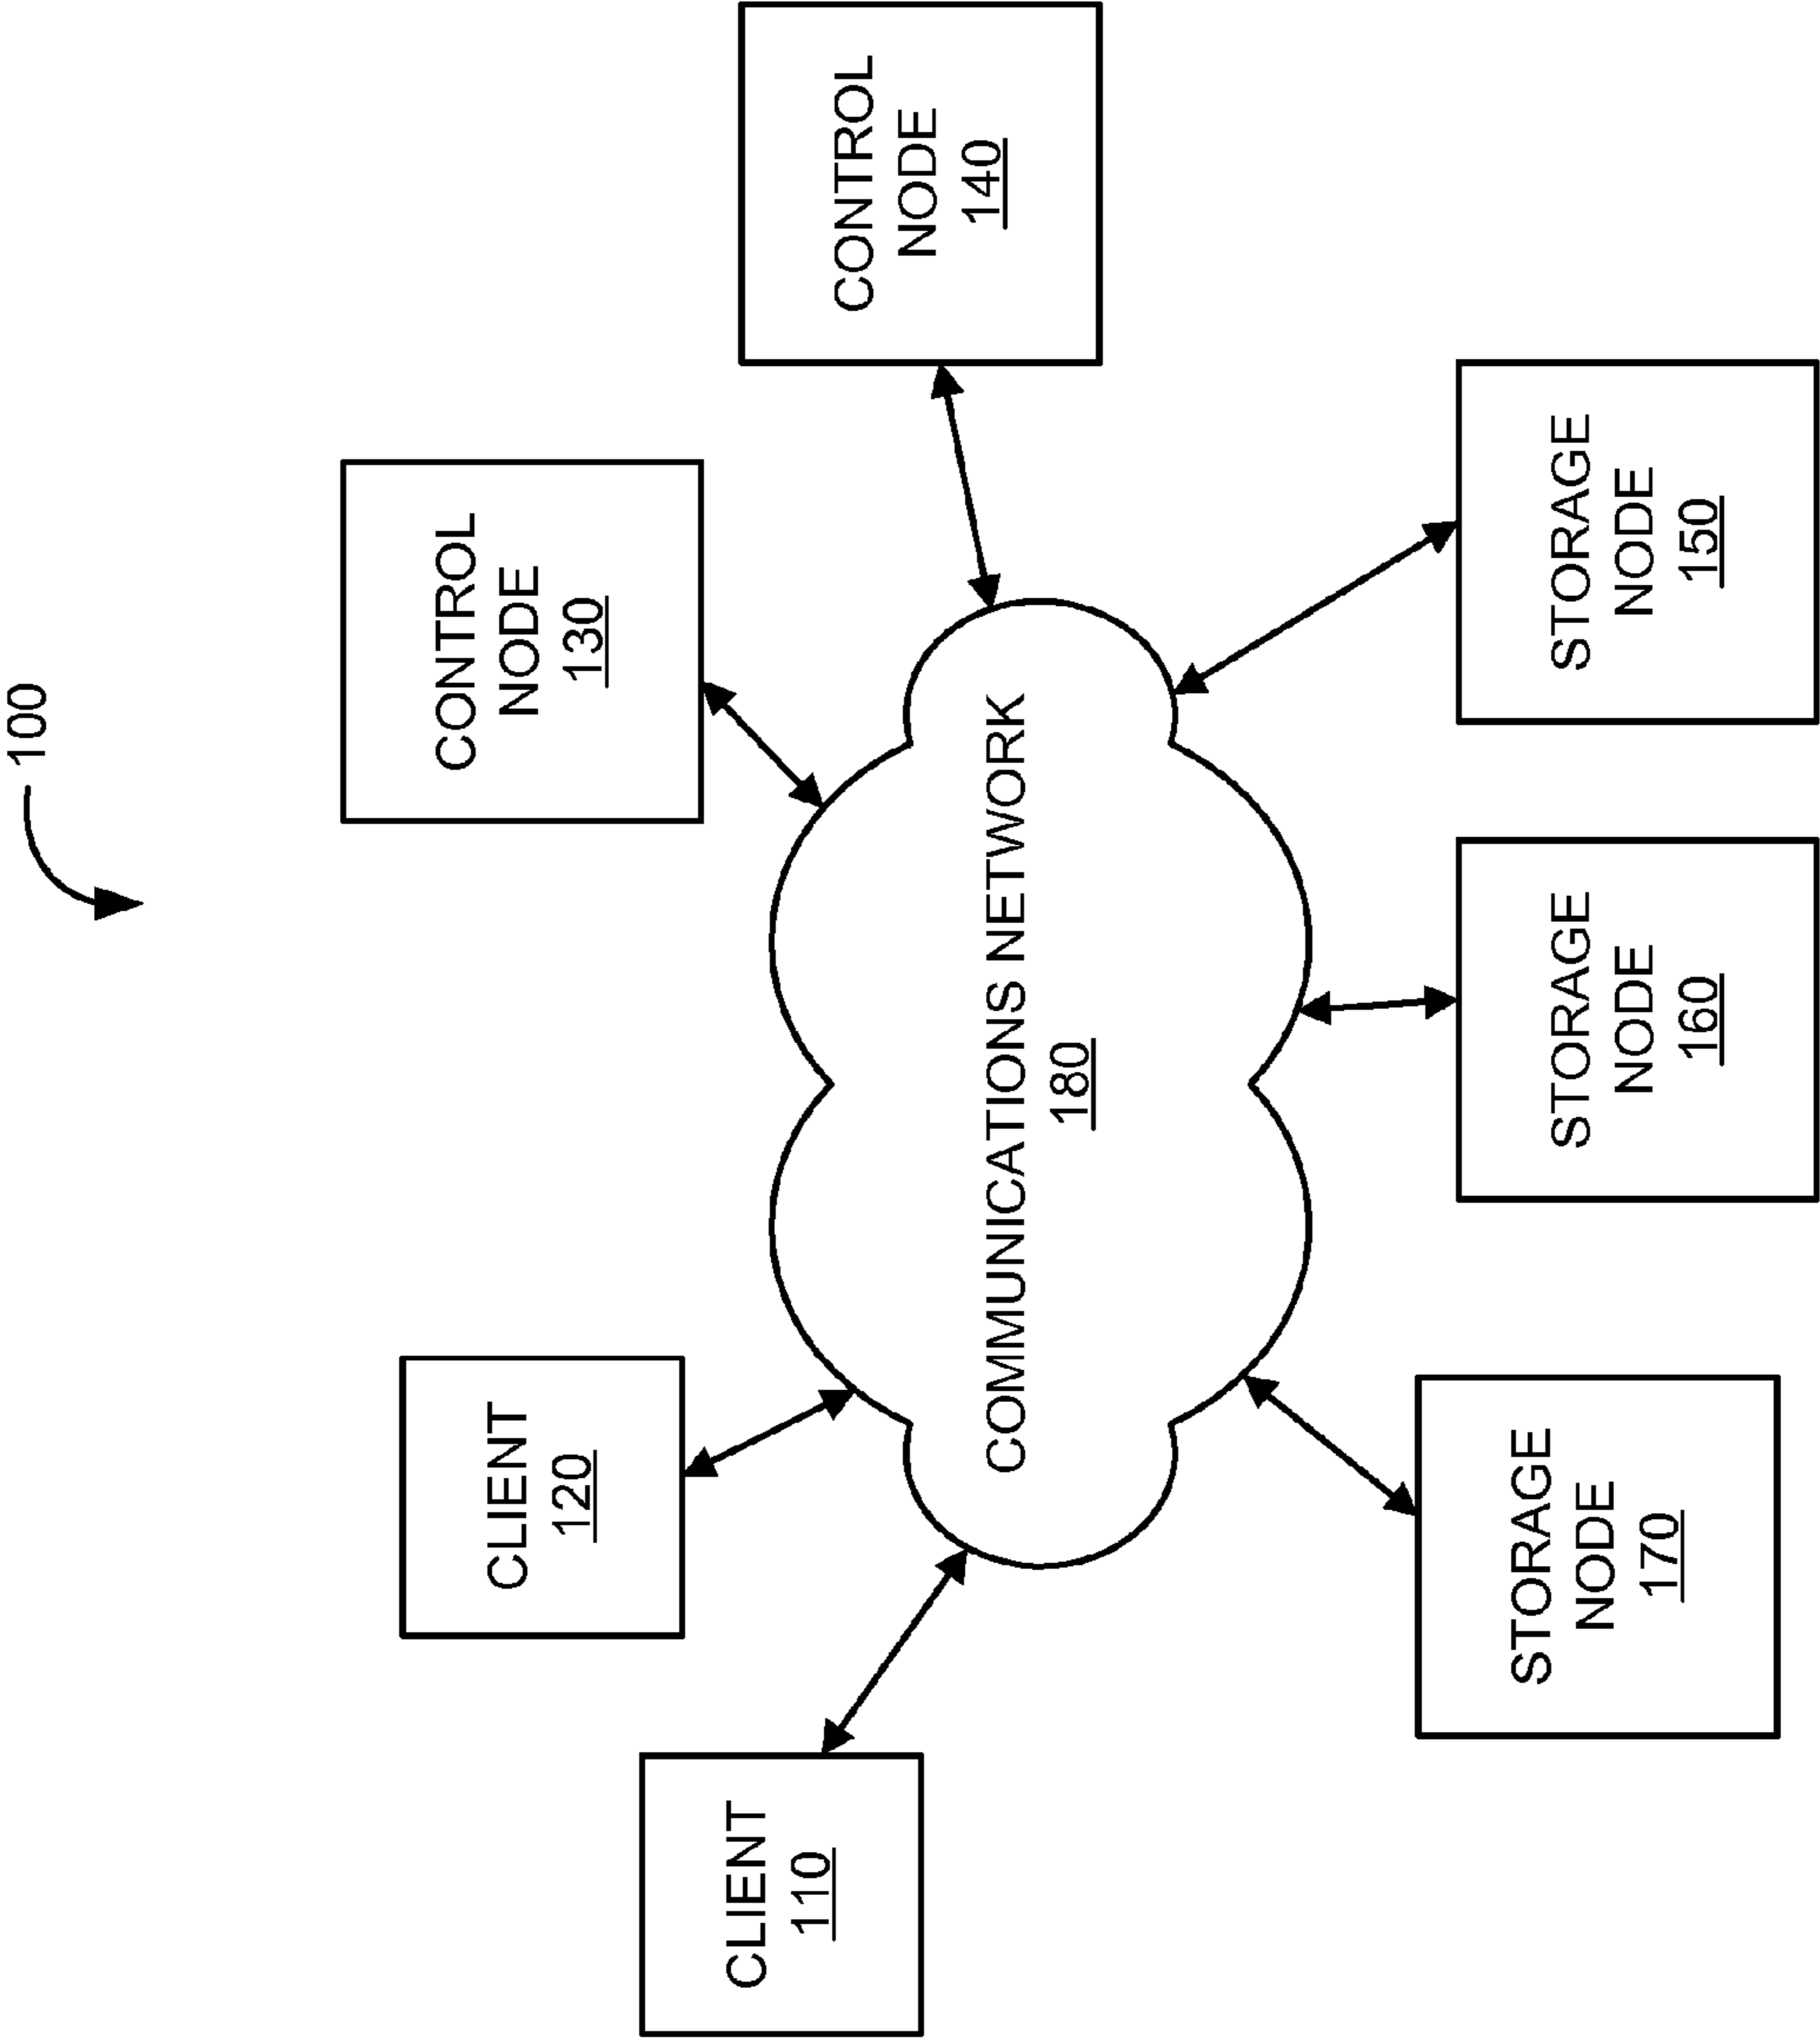 100
CLIENT
110
CLIENT
120
CONTROL
NODE
130
CONTROL
NODE
140
COMMUNICATIONS NETWORK
180
STORAGE
NODE
170
STORAGE
NODE
160
STORAGE
NODE
150